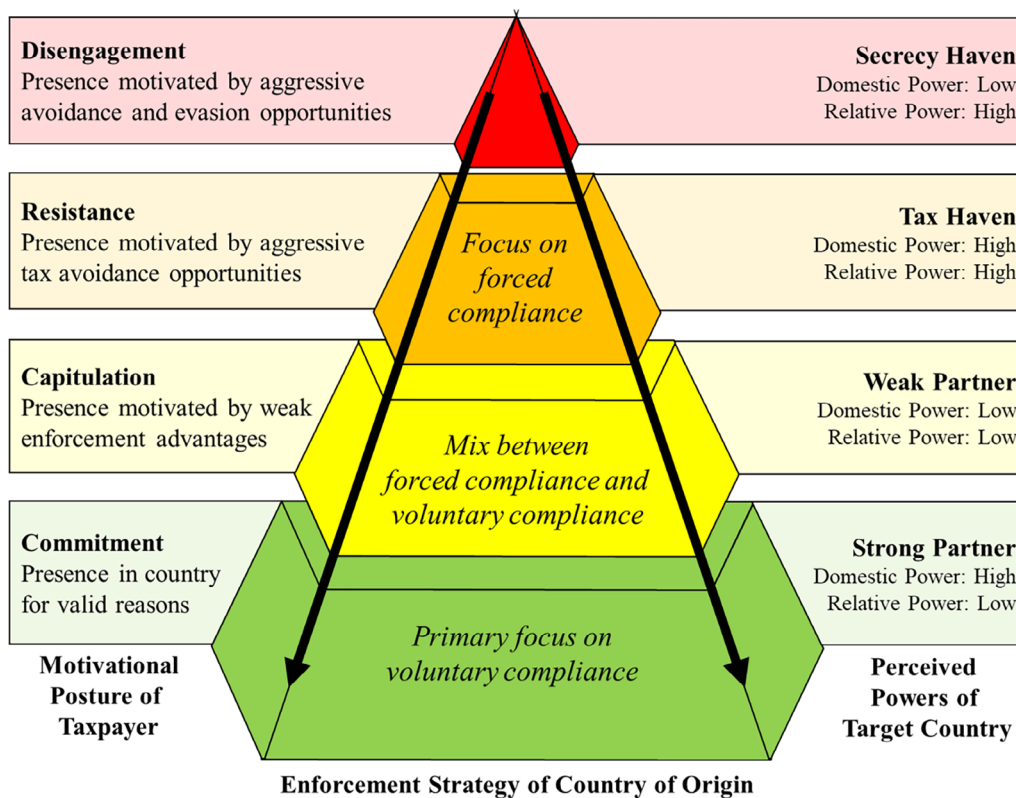 Disengagement
Presence motivated by aggressive
avoidance and evasion opportunities
Secrecy Haven
Domestic Power: Low
Relative Power: High
Resistance
Presence motivated by aggressive
tax avoidance opportunities
Focus on
forced
compliance
Tax Haven
Domestic Power: High
Relative Power: High
Capitulation
Presence motivated by weak
enforcement advantages
Mix between
forced compliance and
voluntary compliance
Weak Partner
Domestic Power: Low
Relative Power: Low
Commitment
Presence in country
for valid reasons
Primary focus on
voluntary compliance
Strong Partner
Domestic Power: High
Relative Power: Low
Motivational
Posture of
Taxpayer
Perceived
Powers of
Target Country
Enforcement Strategy of Country of Origin